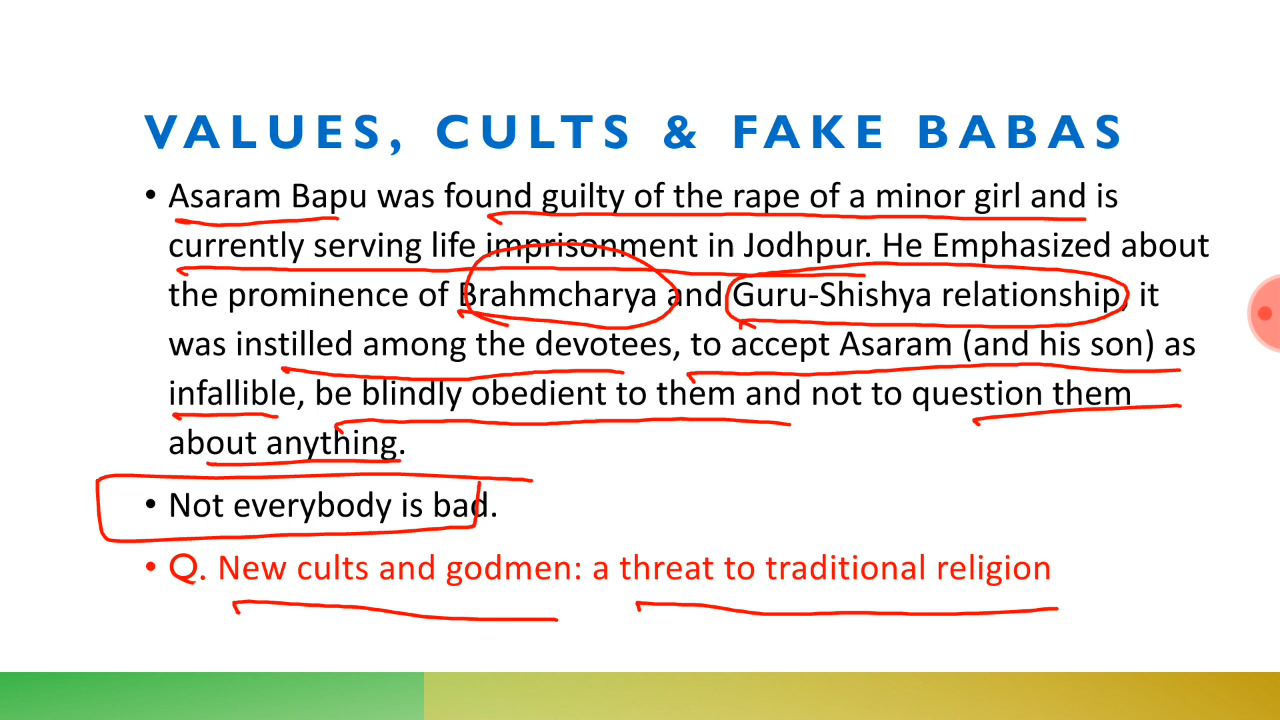 VALUES, CULTS & FAKE BABAS
• Asaram Bapu was found guilty of the rape of a minor girl and is
currently serving life imprisonment in Jodhpur. He Emphasized about
the prominence of Brahmcharya and Guru-Shishya relationship, it
was instilled among the devotees, to accept Asaram (and his son) as
infallible, be blindly obedient to them and not to question them
about anything.
• Not everybody is bad.
• Q. New cults and godmen: a threat to traditional religion